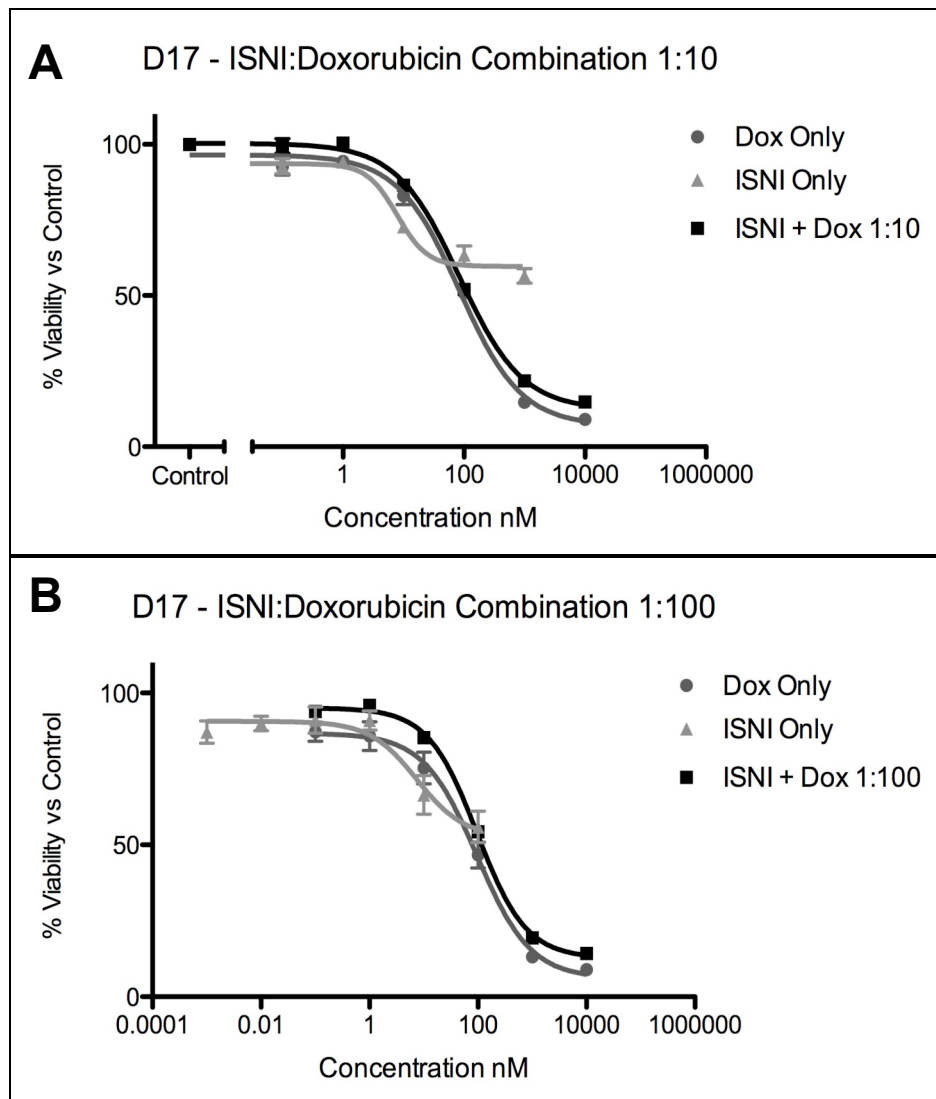 A
D17 - ISNI:Doxorubicin Combination 1:10
% Viability vs Control
100
50
0
Control
1
100
10000
1000000
Concentration nM
Dox Only
ISNI Only
ISNI + Dox 1:10
B
D17 - ISNI:Doxorubicin Combination 1:100
% Viability vs Control
100
50
0
0.0001
0.01
1
100
10000
1000000
Concentration nM
Dox Only
ISNI Only
ISNI + Dox 1:100